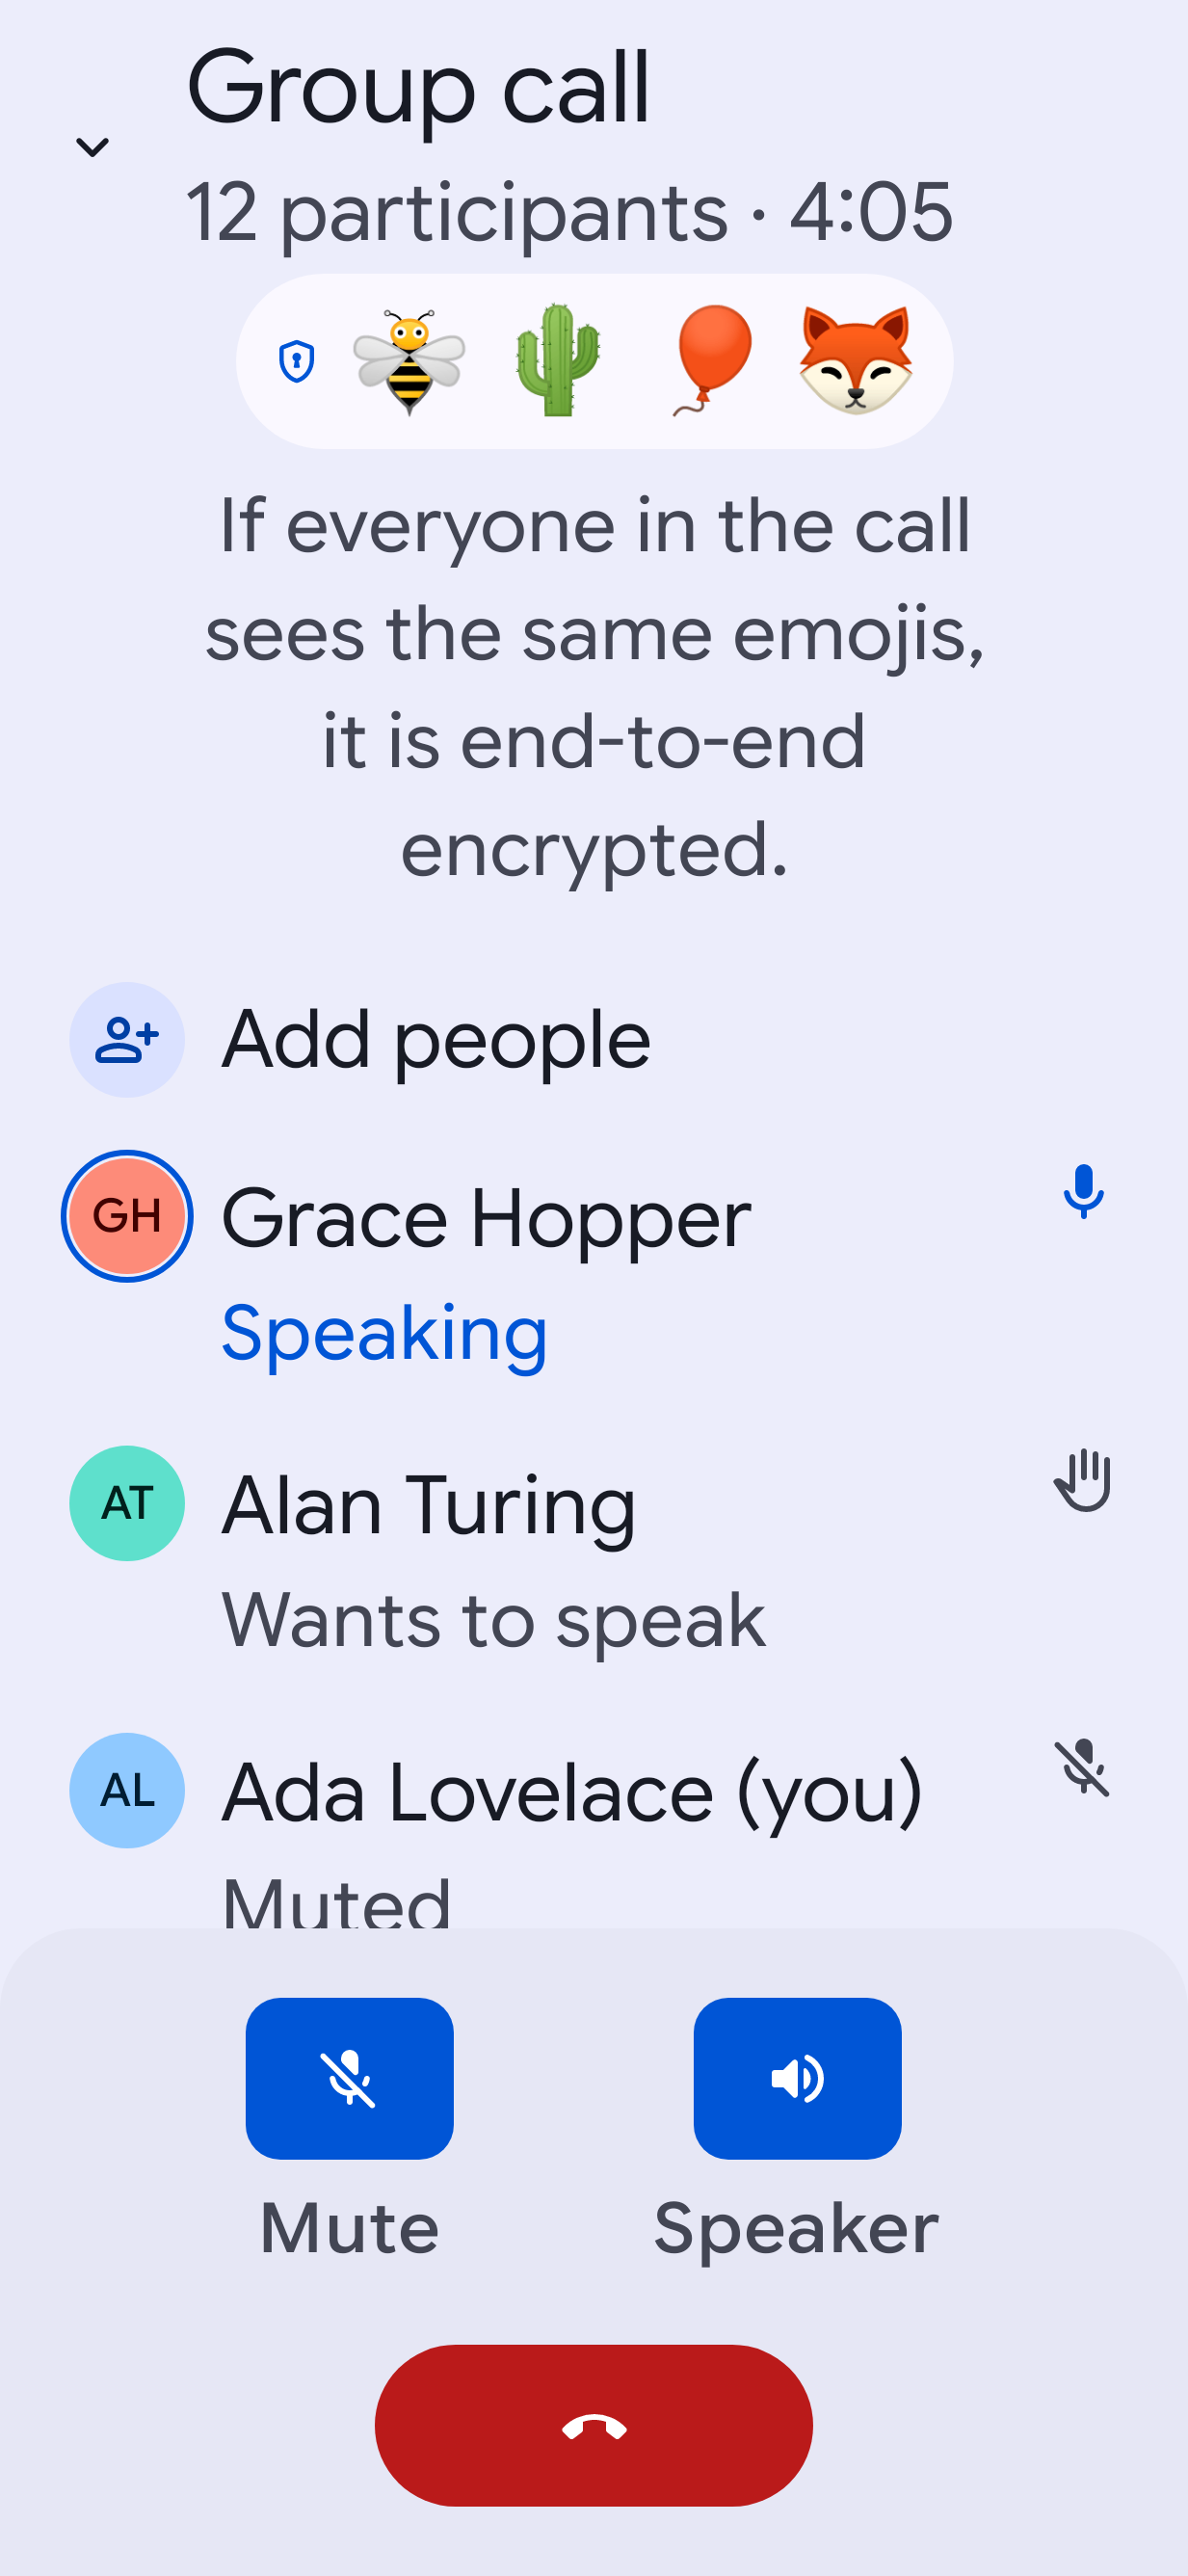 Group call
12 participants · 4:05
If everyone in the call
sees the same emojis,
it is end-to-end
encrypted.
Add people
GH
Grace Hopper
Speaking
AT
Alan Turing
Wants to speak
AL
Ada Lovelace (you)
Muted
Mute
Speaker